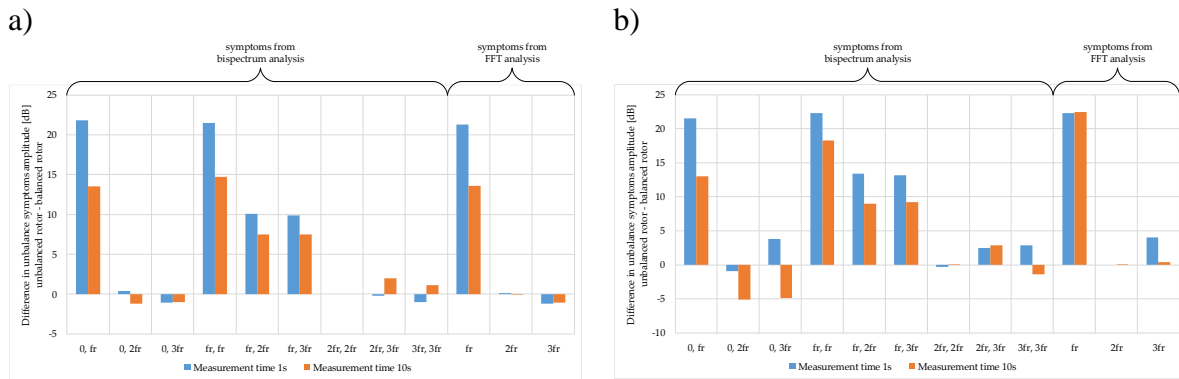 a)
symptoms from
bispectrum analysis
symptoms from
FFT analysis
Difference in unbalance symptoms amplitude [dB]
unbalanced rotor - balanced rotor
25
20
15
10
5
0
-5
0, fr
0, 2fr
0, 3fr
fr, fr
fr, 2fr
fr, 3fr
2fr, 2fr
2fr, 3fr
3fr, 3fr
fr
2fr
3fr
Measurement time 1s
Measurement time 10s
b)
symptoms from
bispectrum analysis
symptoms from
FFT analysis
Difference in unbalance symptoms amplitude [dB]
unbalanced rotor - balanced rotor
25
20
15
10
5
0
-5
-10
0, fr
0, 2fr
0, 3fr
fr, fr
fr, 2fr
fr, 3fr
2fr, 2fr
2fr, 3fr
3fr, 3fr
fr
2fr
3fr
Measurement time 1s
Measurement time 10s